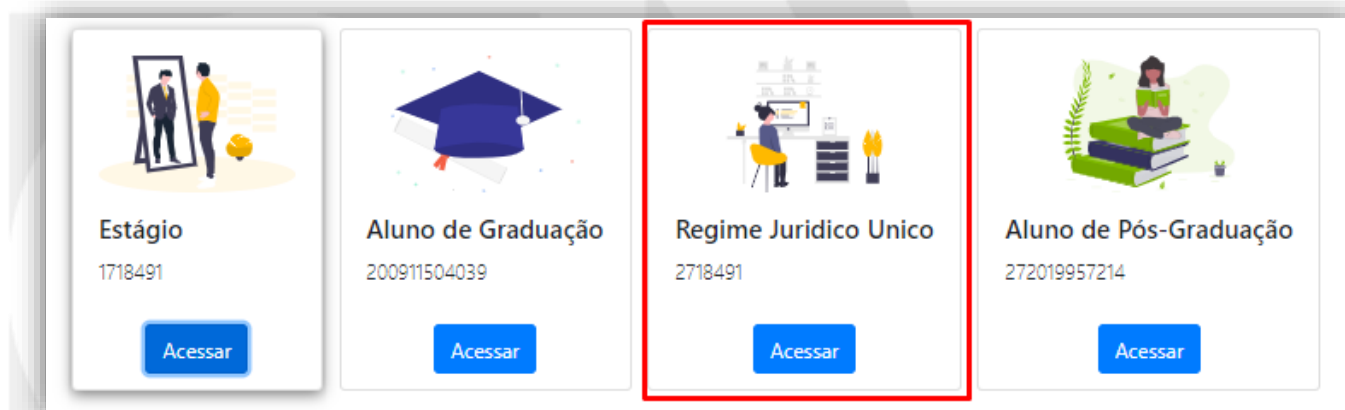 Estágio
1718491
Acessar
Aluno de Graduação
200911504039
Acessar
Regime Juridico Unico
2718491
Acessar
Aluno de Pós-Graduação
272019957214
Acessar